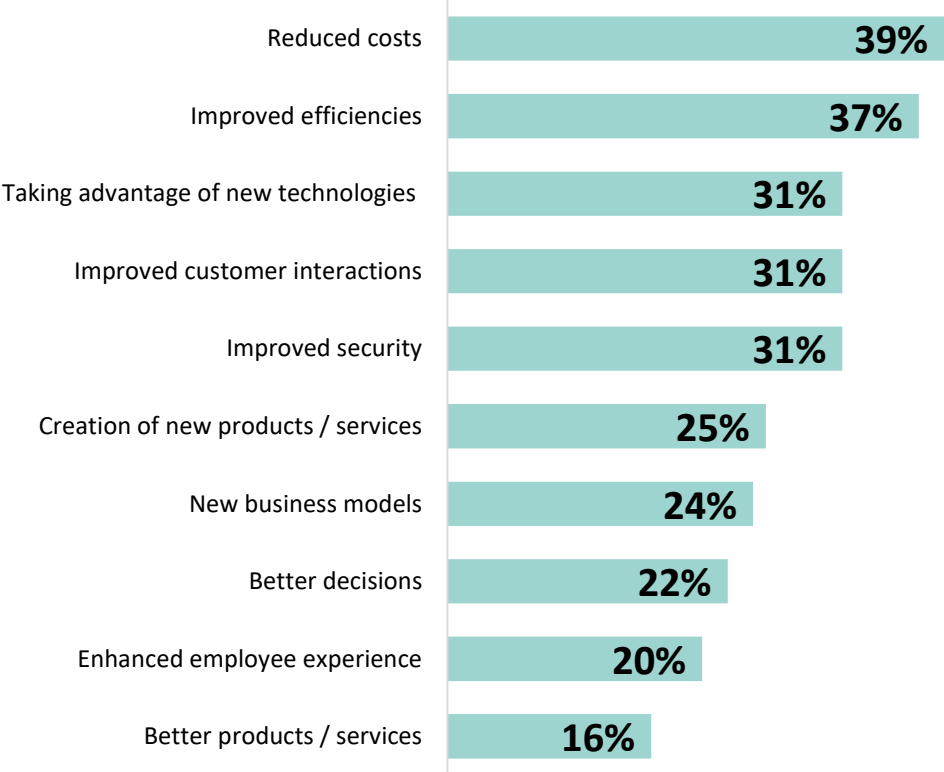 Reduced costs 39%
Improved efficiencies 37%
Taking advantage of new technologies 31%
Improved customer interactions 31%
Improved security 31%
Creation of new products / services 25%
New business models 24%
Better decisions 22%
Enhanced employee experience 20%
Better products / services 16%